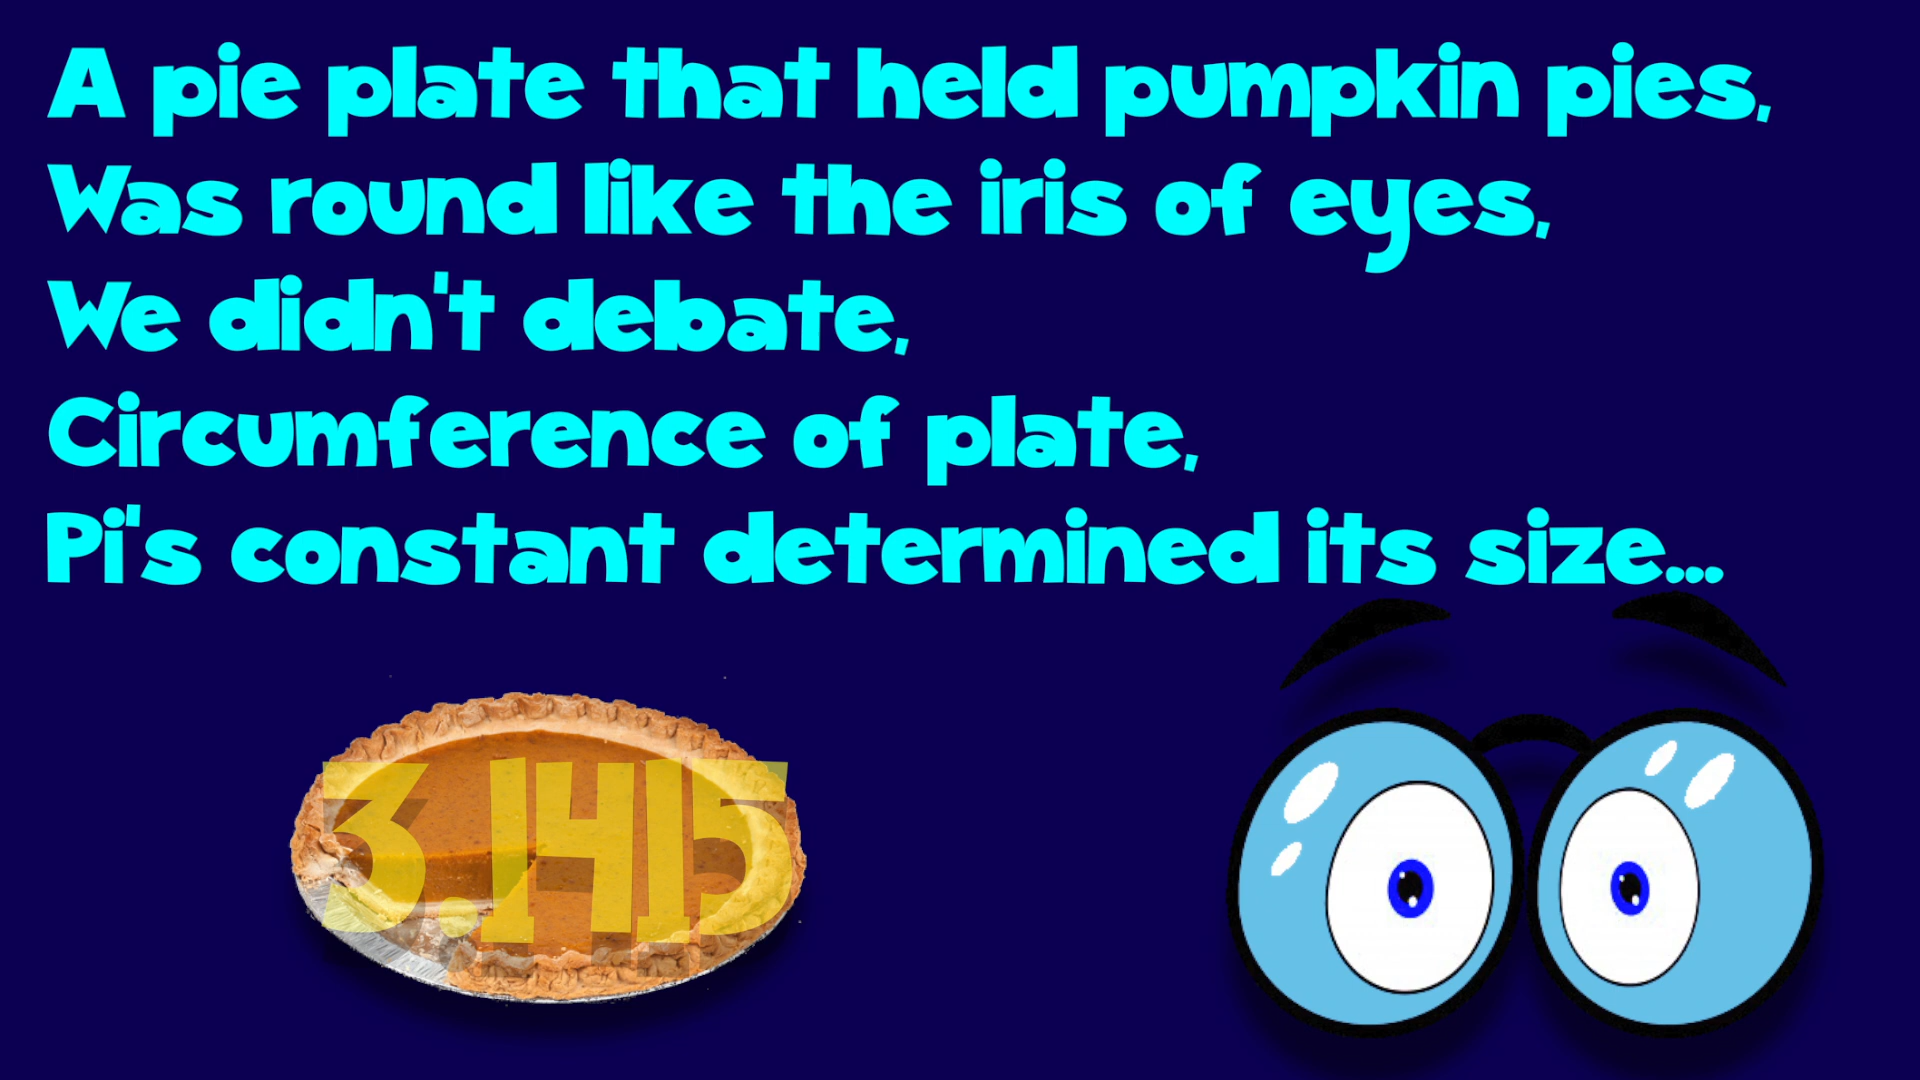 A pie plate that held pumpkin pies,
Was round like the iris of eyes,
We didn't debate,
Circumference of plate,
Pi's constant determined its size...
3.1415